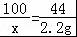 100/x = 44/2.2g